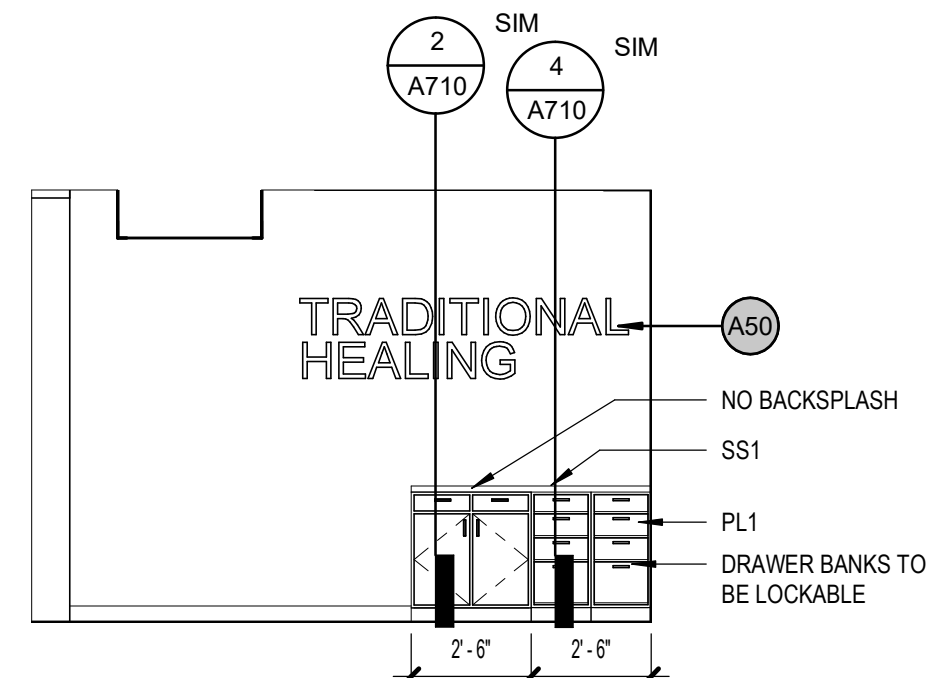 SIM
2
A710
SIM
4
A710
TRADITIONAL
HEALING
A50
NO BACKSPLASH
SS1
PL1
DRAWER BANKS TO
BE LOCKABLE
2' - 6"
2' - 6"